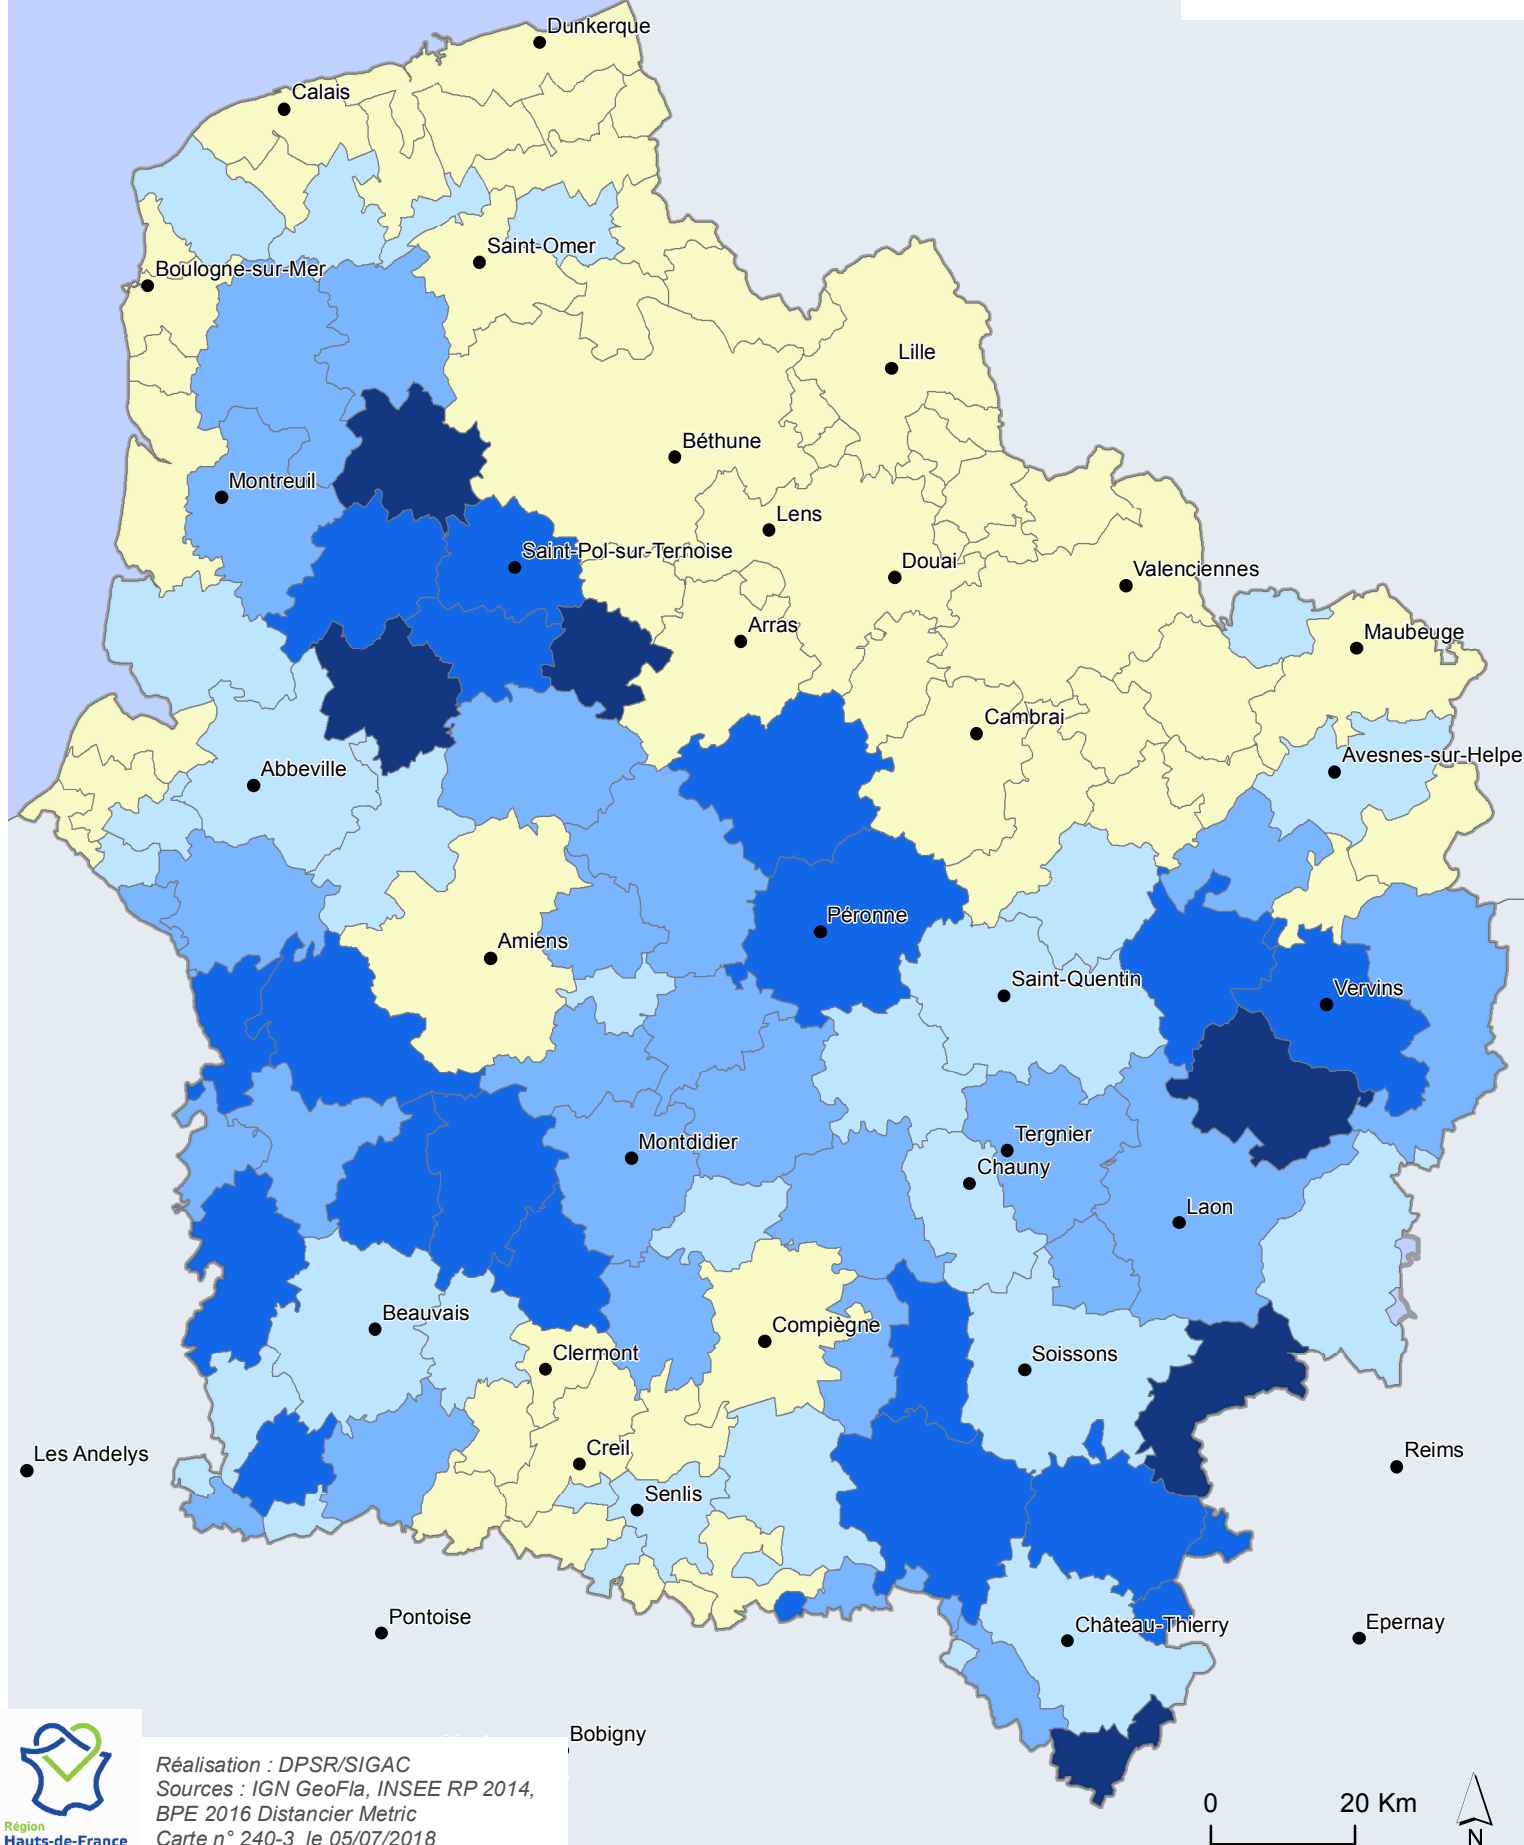 Dunkerque
Calais
Saint-Omer
Boulogne-sur-Mer
Lille
Béthune
Montreuil
Lens
Saint-Pol-sur-Ternoise
Douai
Valenciennes
Arras
Maubeuge
Cambrai
Avesnes-sur-Helpe
Abbeville
Péronne
Amiens
Saint-Quentin
Vervins
Tergnier
Montdidier
Chauny
Laon
Beauvais
Compiègne
Clermont
Soissons
Les Andelys
Creil
Reims
Senlis
Pontoise
Château-Thierry
Epernay
Bobigny
Réalisation : DPSR/SIGAC
Sources : IGN GeoFla, INSEE RP 2014,
BPE 2016 Distancier Metric
Carte n° 240-3 le 05/07/2018
Région
Hauts-de-France
0 20 Km
N